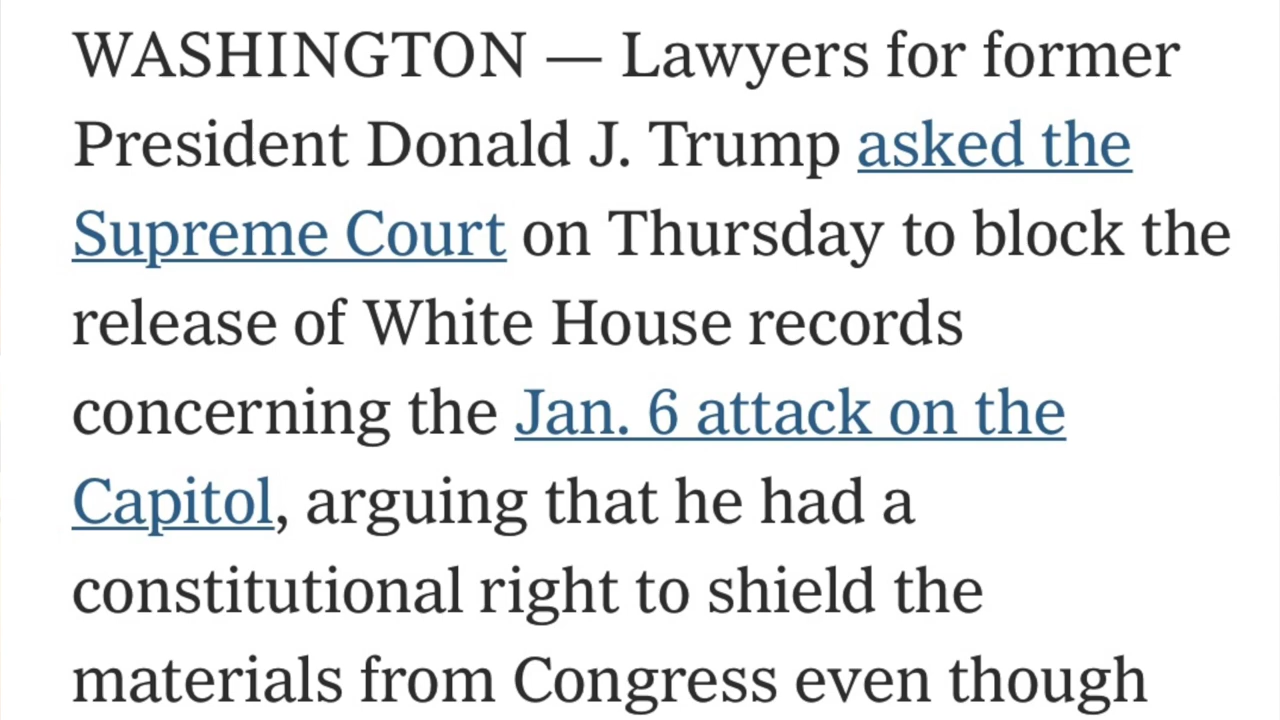 WASHINGTON — Lawyers for former
President Donald J. Trump asked the
Supreme Court on Thursday to block the
release of White House records
concerning the Jan. 6 attack on the
Capitol, arguing that he had a
constitutional right to shield the
materials from Congress even though